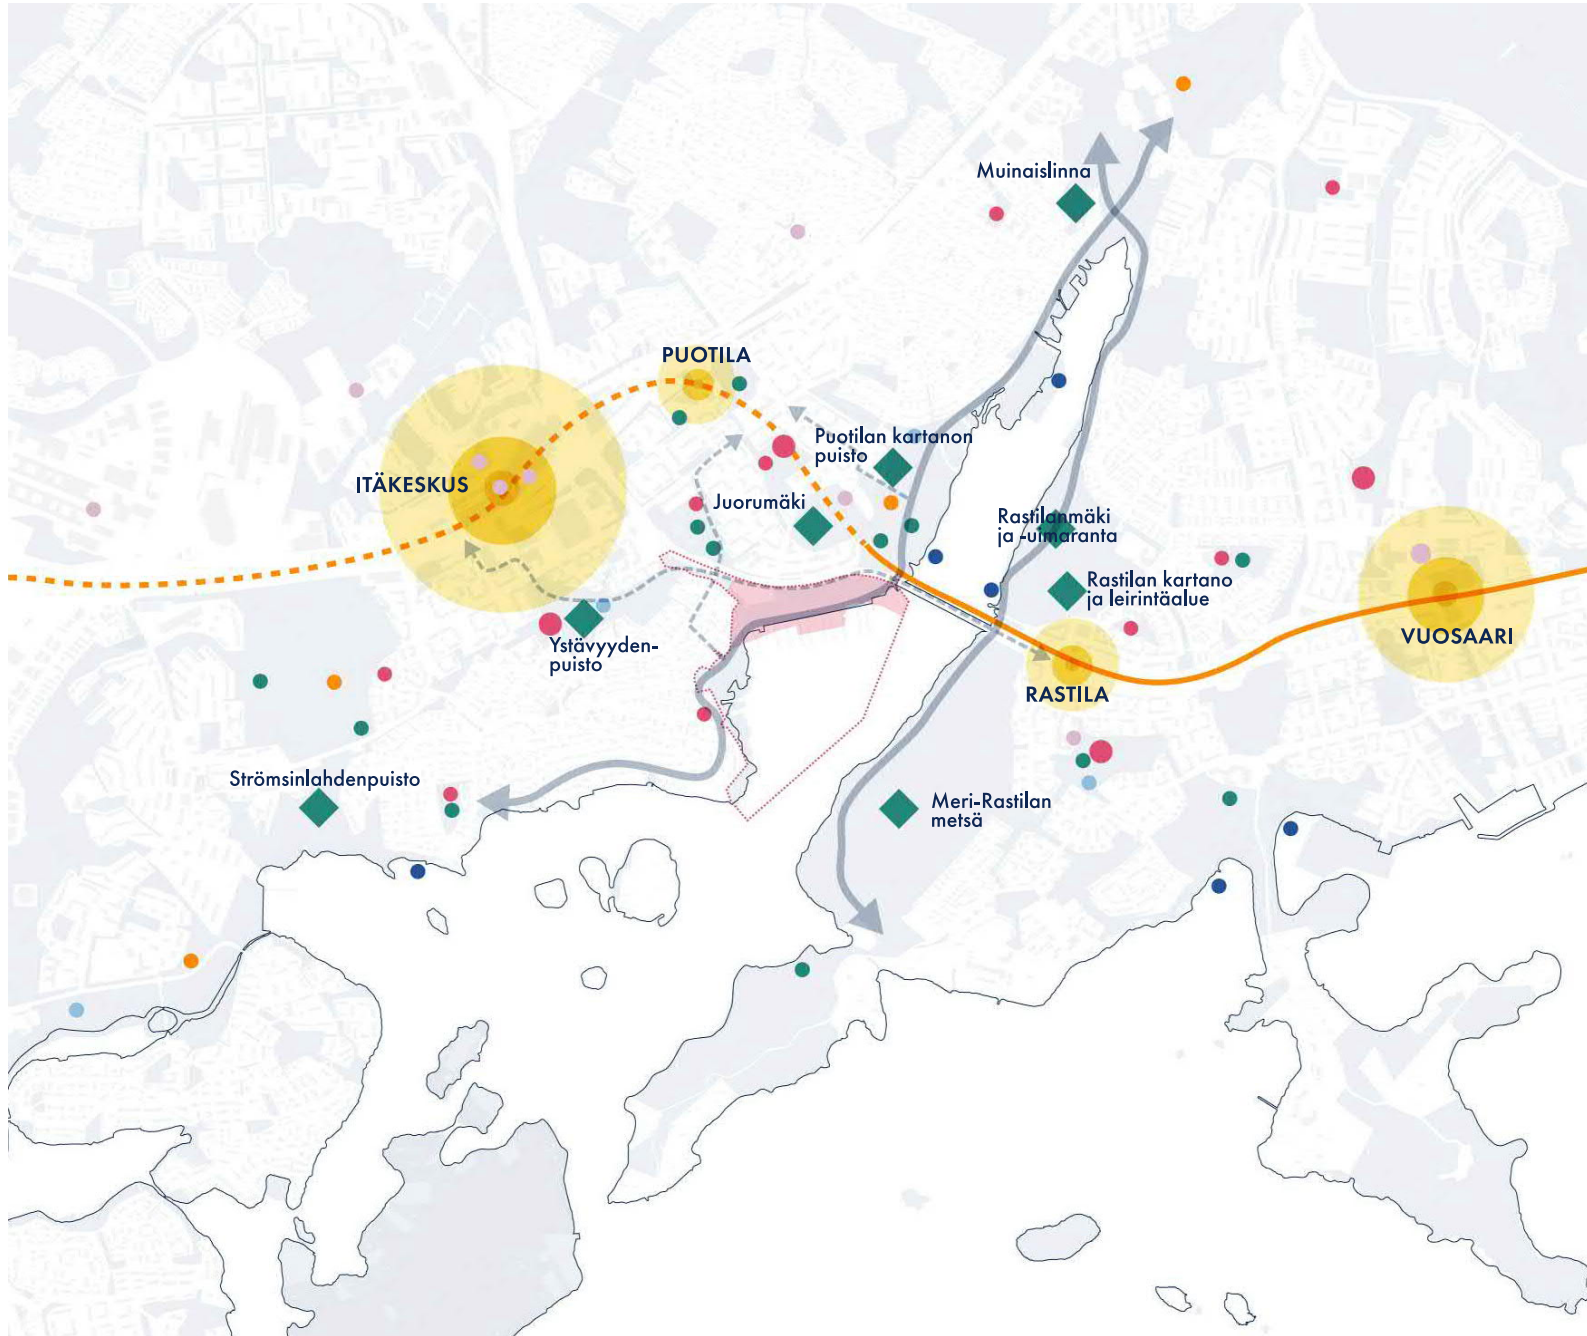 Muinaislinna
PUOTILA
Puotilan kartanon
puisto
ITÄKESKUS
Juorumäki
Rastilanmäki
ja -uimaranta
Rastilan kartano
ja leirintäalue
VUOSAARI
Ystävyyden-
puisto
RASTILA
Strömsinlahdenpuisto
Meri-Rastilan
metsä